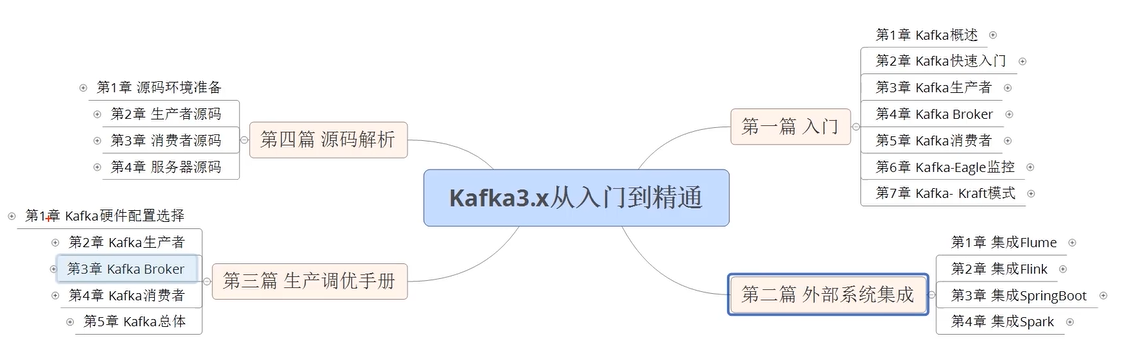 Kafka3.x从入门到精通
第一篇 入门
第1章 Kafka概述
第2章 Kafka快速入门
第3章 Kafka生产者
第4章 Kafka Broker
第5章 Kafka消费者
第6章 Kafka-Eagle监控
第7章 Kafka- Kraft模式
第二篇 外部系统集成
第1章 集成Flume
第2章 集成Flink
第3章 集成SpringBoot
第4章 集成Spark
第三篇 生产调优手册
第1章 Kafka硬件配置选择
第2章 Kafka生产者
第3章 Kafka Broker
第4章 Kafka消费者
第5章 Kafka总体
第四篇 源码解析
第1章 源码环境准备
第2章 生产者源码
第3章 消费者源码
第4章 服务器源码